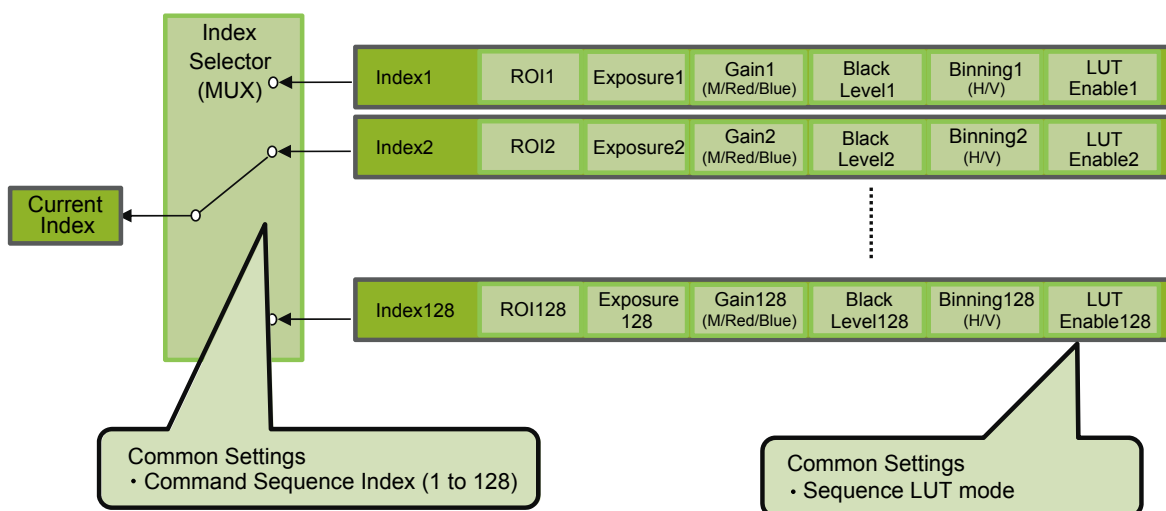 Index
Selector
(MUX)
Current
Index
Index1
ROI1
Exposure1
Gain1
(M/Red/Blue)
Black
Level1
Binning1
(H/V)
LUT
Enable1
Index2
ROI2
Exposure2
Gain2
(M/Red/Blue)
Black
Level2
Binning2
(H/V)
LUT
Enable2
Index128
ROI128
Exposure
128
Gain128
(M/Red/Blue)
Black
Level128
Binning128
(H/V)
LUT
Enable128
Common Settings
・Command Sequence Index (1 to 128)
Common Settings
・Sequence LUT mode